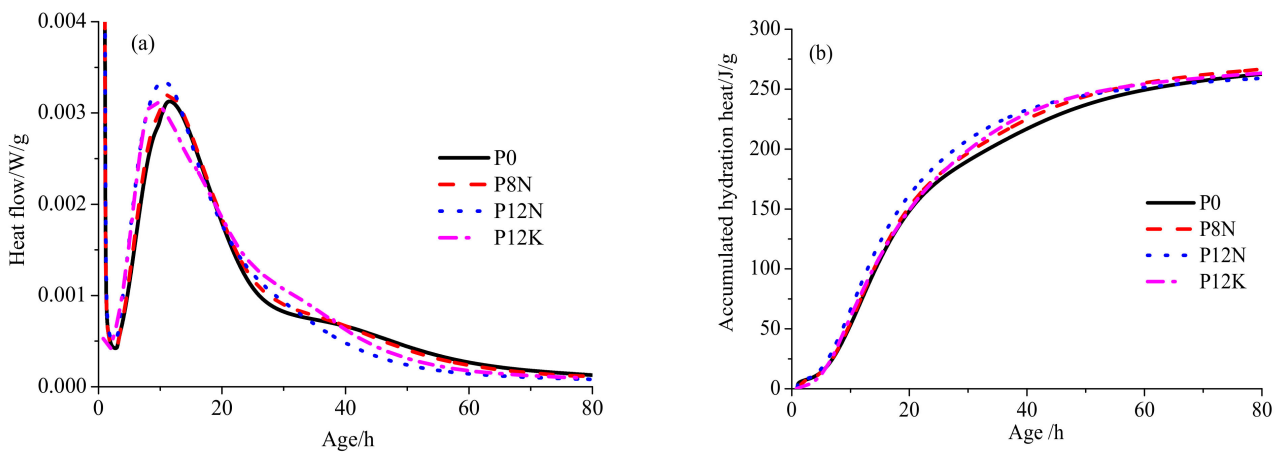 (a)
Heat flow/W/g
0.004
0.003
0.002
0.001
0.000
0 20 40 60 80
Age/h
P0
P8N
P12N
P12K
(b)
Accumulated hydration heat/J/g
300
250
200
150
100
50
0
0 20 40 60 80
Age /h
P0
P8N
P12N
P12K